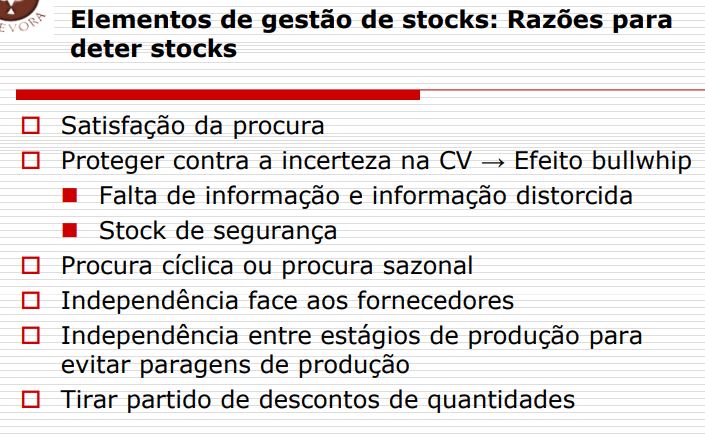 EVORA
Elementos de gestão de stocks: Razões para
deter stocks
Satisfação da procura
Proteger contra a incerteza na CV → Efeito bullwhip
Falta de informação e informação distorcida
Stock de segurança
Procura cíclica ou procura sazonal
Independência face aos fornecedores
Independência entre estágios de produção para
evitar paragens de produção
Tirar partido de descontos de quantidades